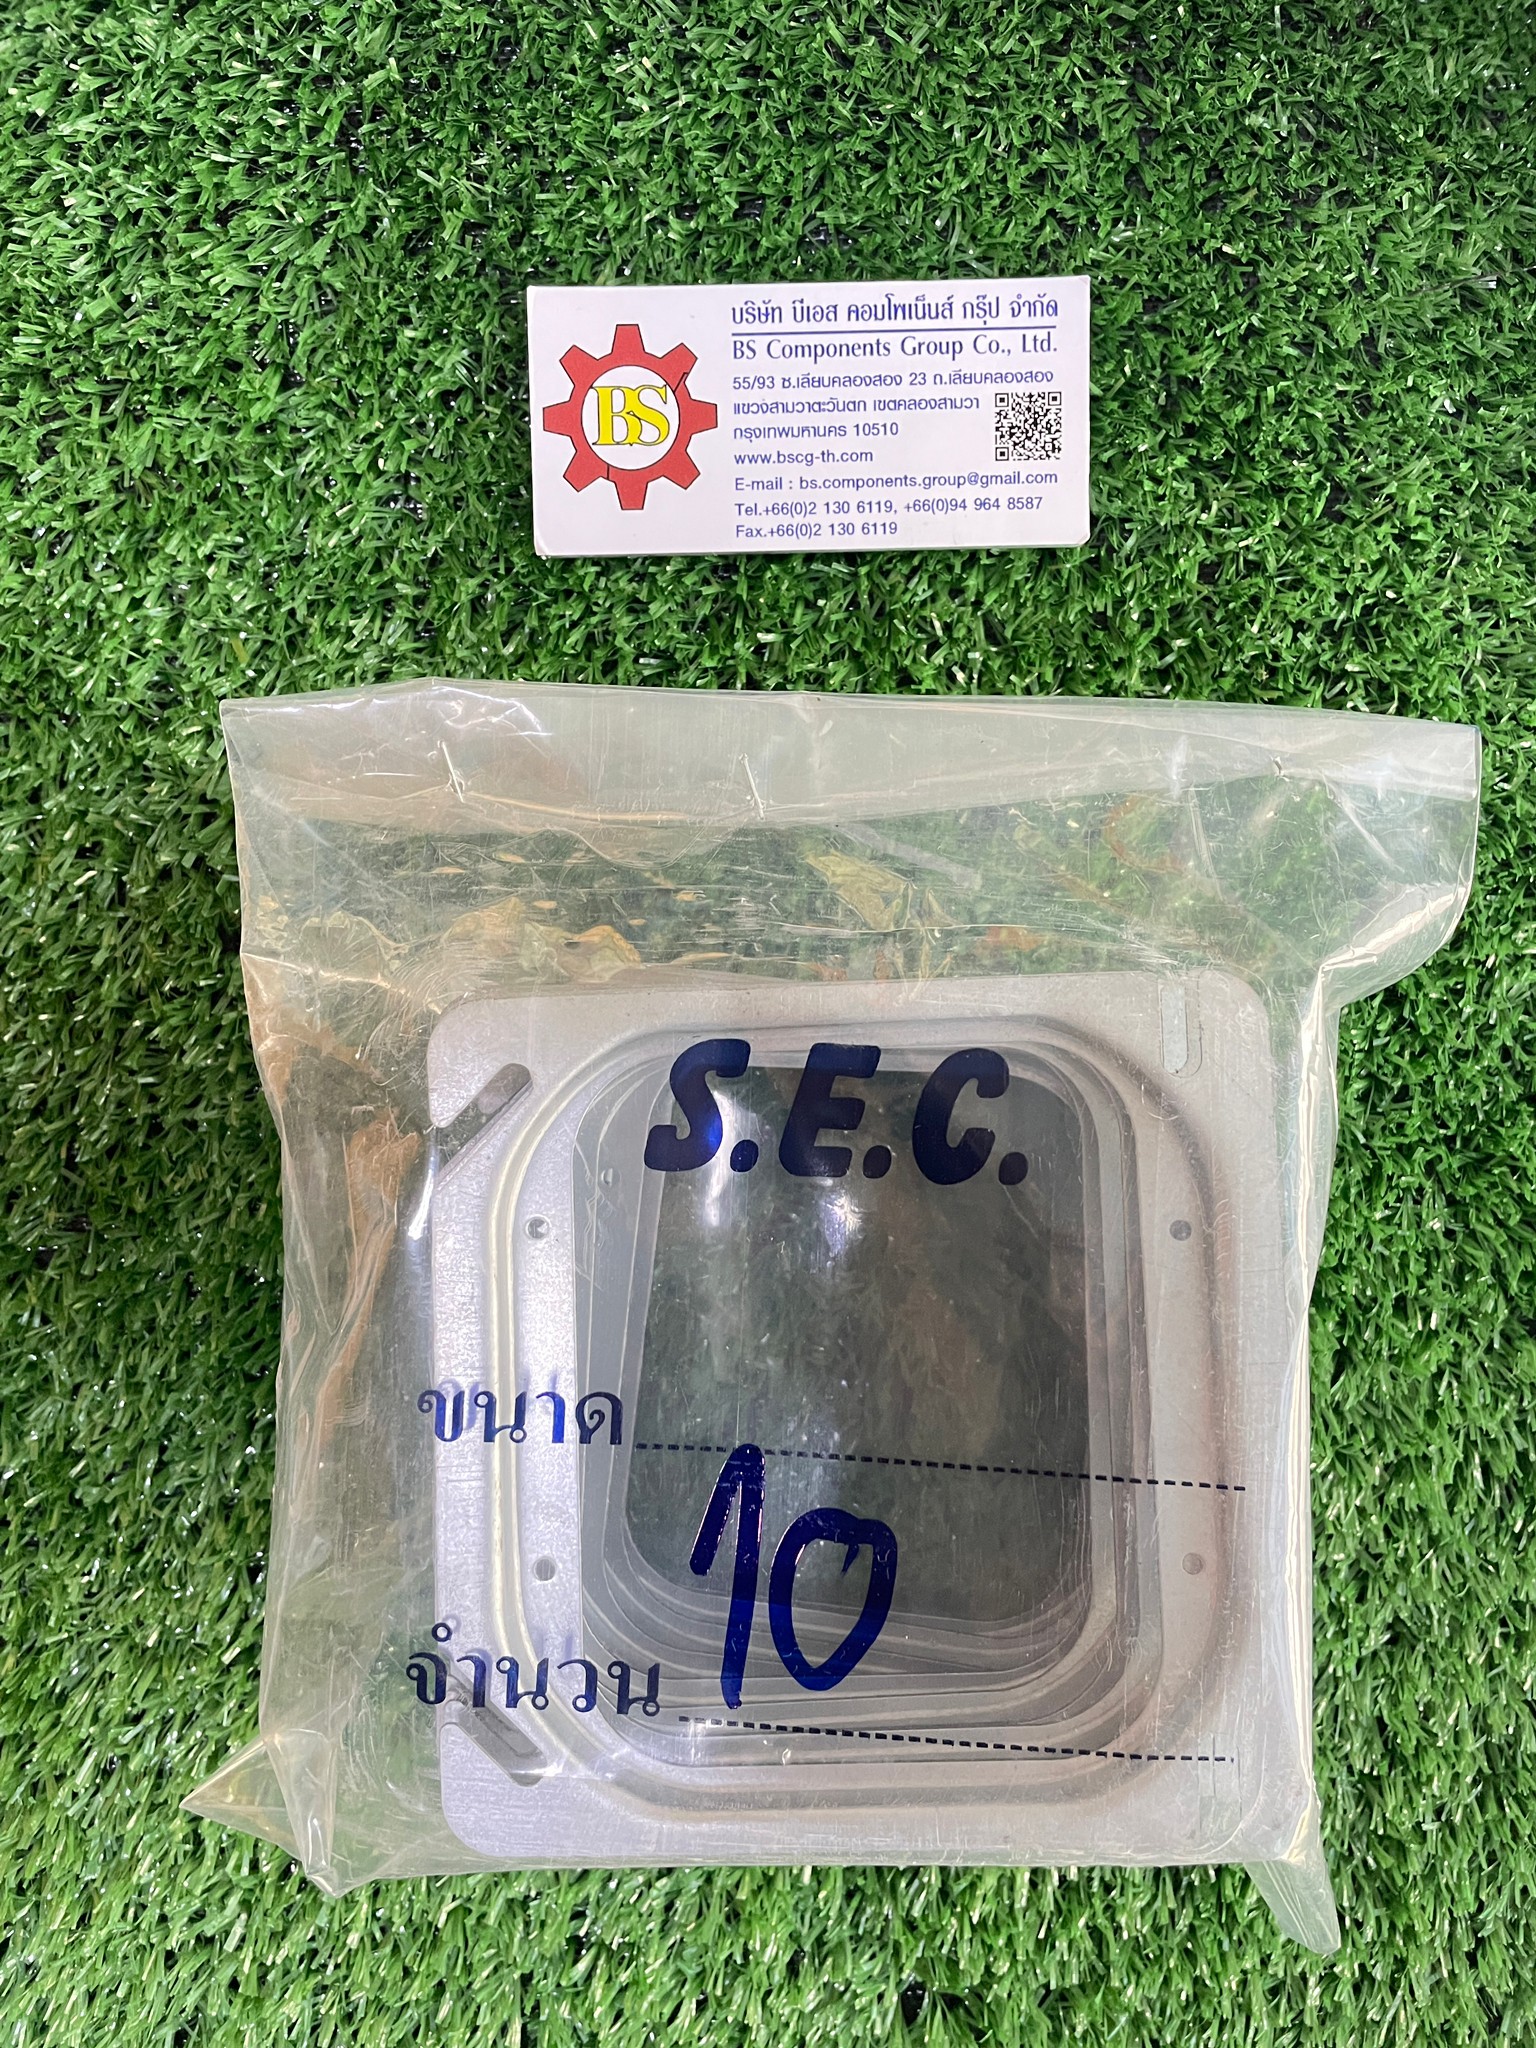 บริษัท บีเอส คอมโพเน็นส์ กรุ๊ป จำกัด
BS Components Group Co., Ltd.
55/93 ซ.เลียบคลองสอง 23 ถ.เลียบคลองสอง
แขวงสามวาตะวันตก เขตคลองสามวา
กรุงเทพมหานคร 10510
www.bscg-th.com
E-mail : bs.components.group@gmail.com
Tel.+66(0)2 130 6119, +66(0)94 964 8587
Fax.+66(0)2 130 6119
BS
S.E.C.
ขนาด
จำนวน 10